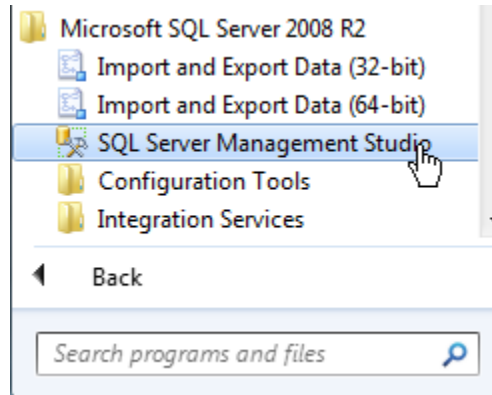 Microsoft SQL Server 2008 R2
Import and Export Data (32-bit)
Import and Export Data (64-bit)
SQL Server Management Studio
Configuration Tools
Integration Services
Back
Search programs and files